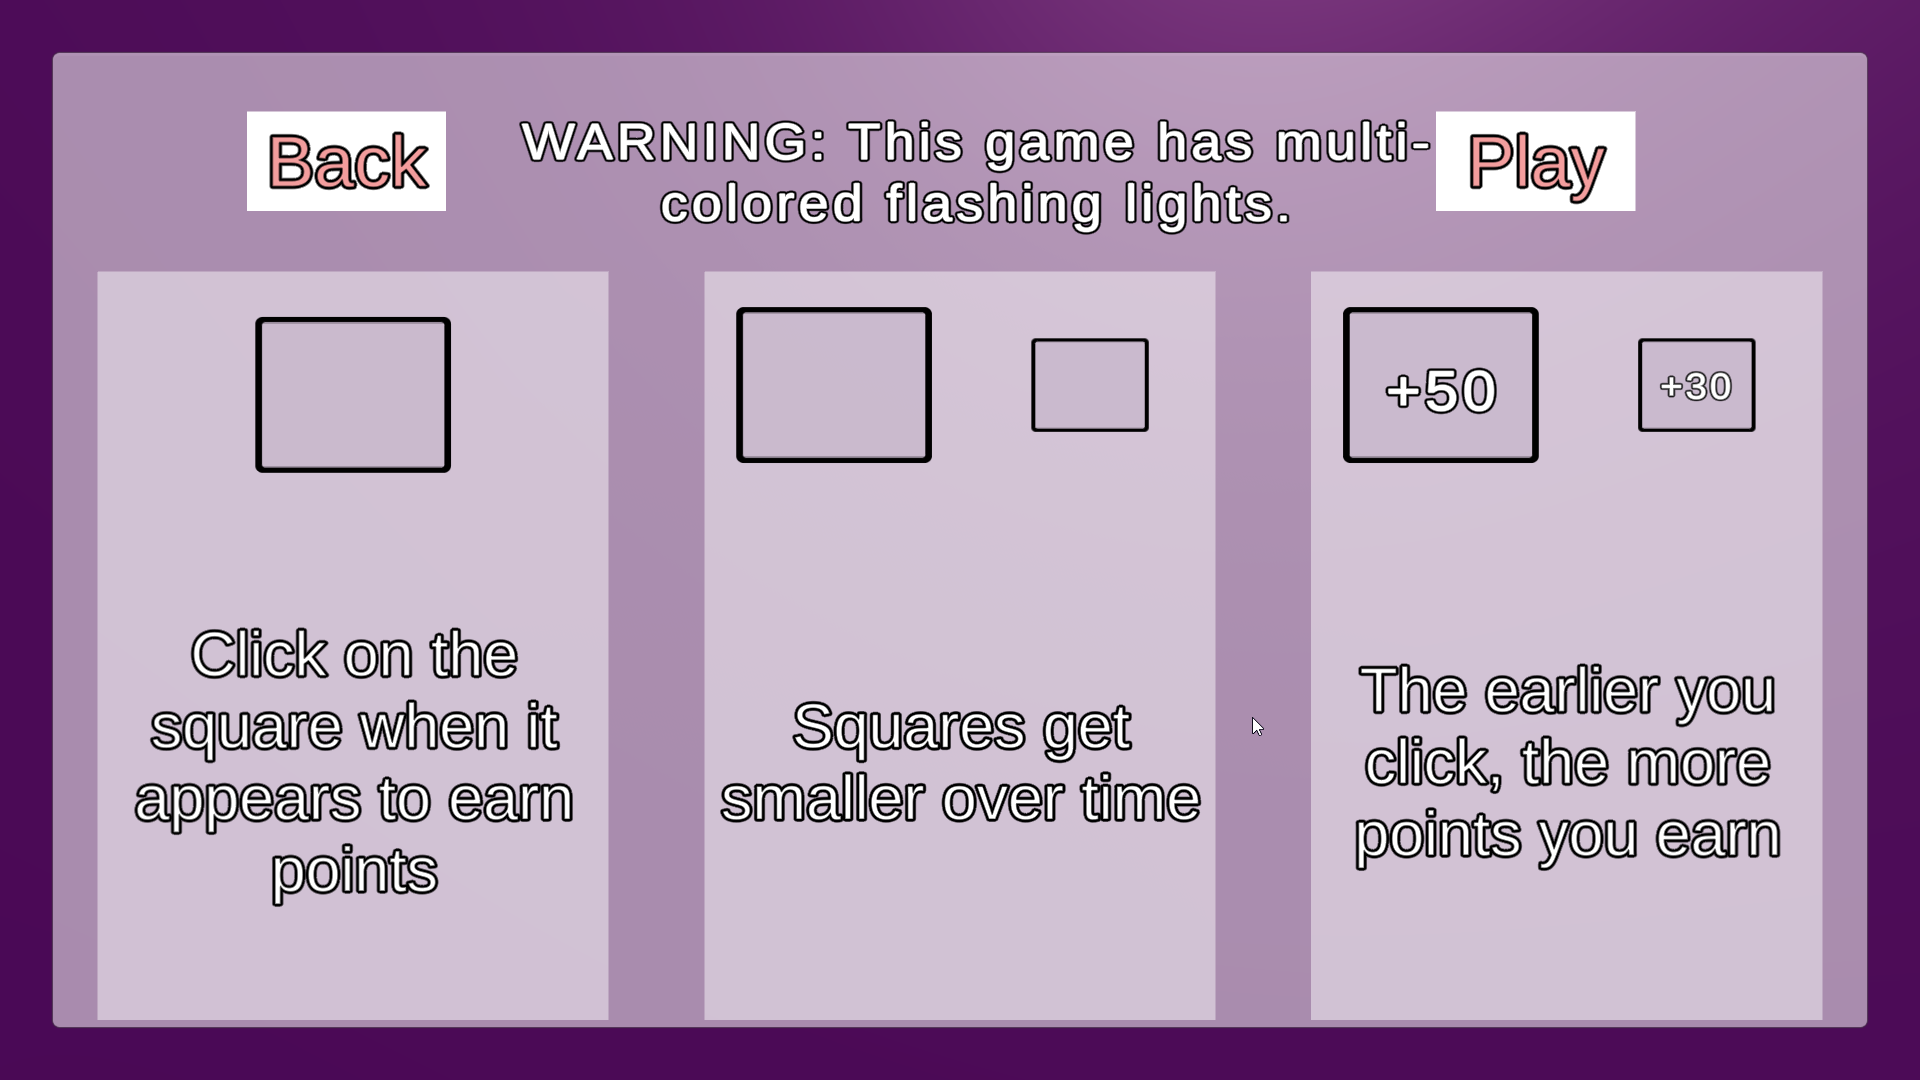 Back
WARNING: This game has multi-
colored flashing lights.
Play
+50
+30
Click on the
square when it
appears to earn
points
Squares get
smaller over time
The earlier you
click, the more
points you earn